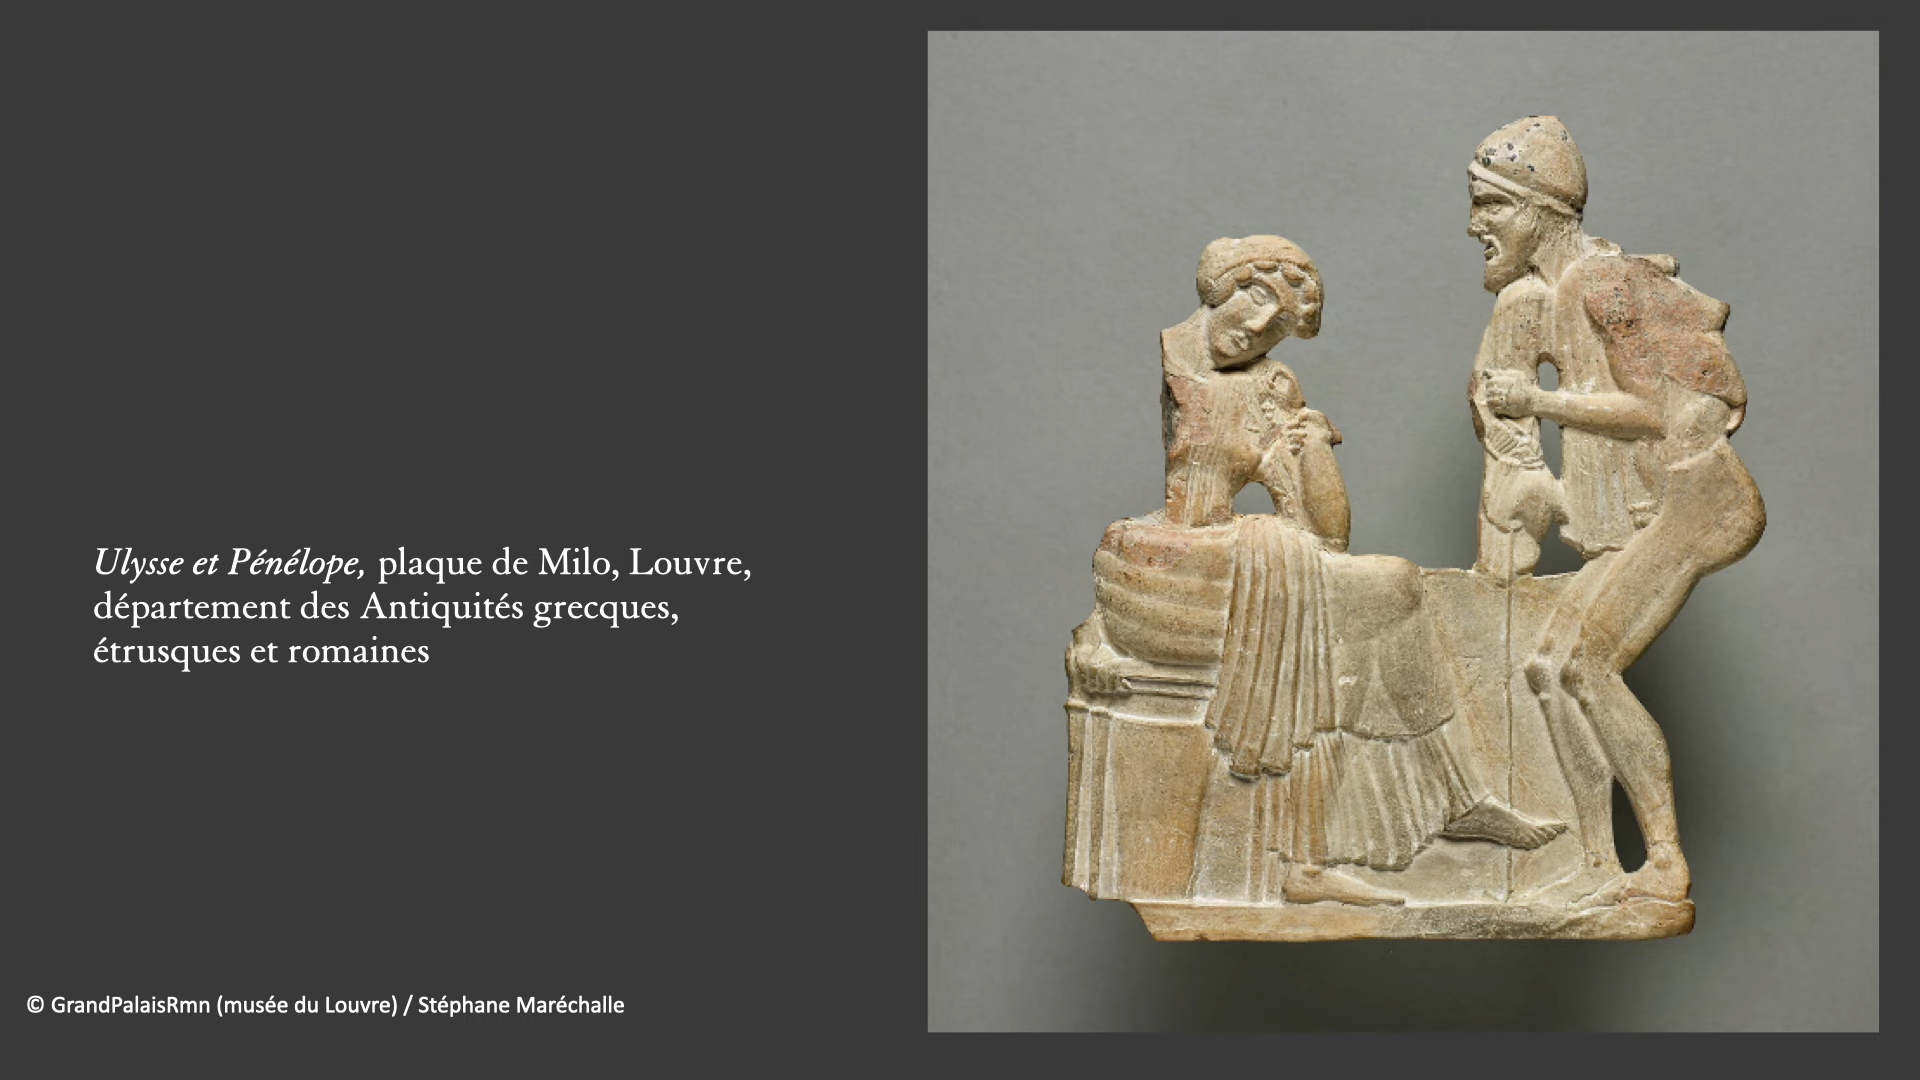 Ulysse et Pénélope, plaque de Milo, Louvre,
département des Antiquités grecques,
étrusques et romaines
© GrandPalaisRmn (musée du Louvre) / Stéphane Maréchalle